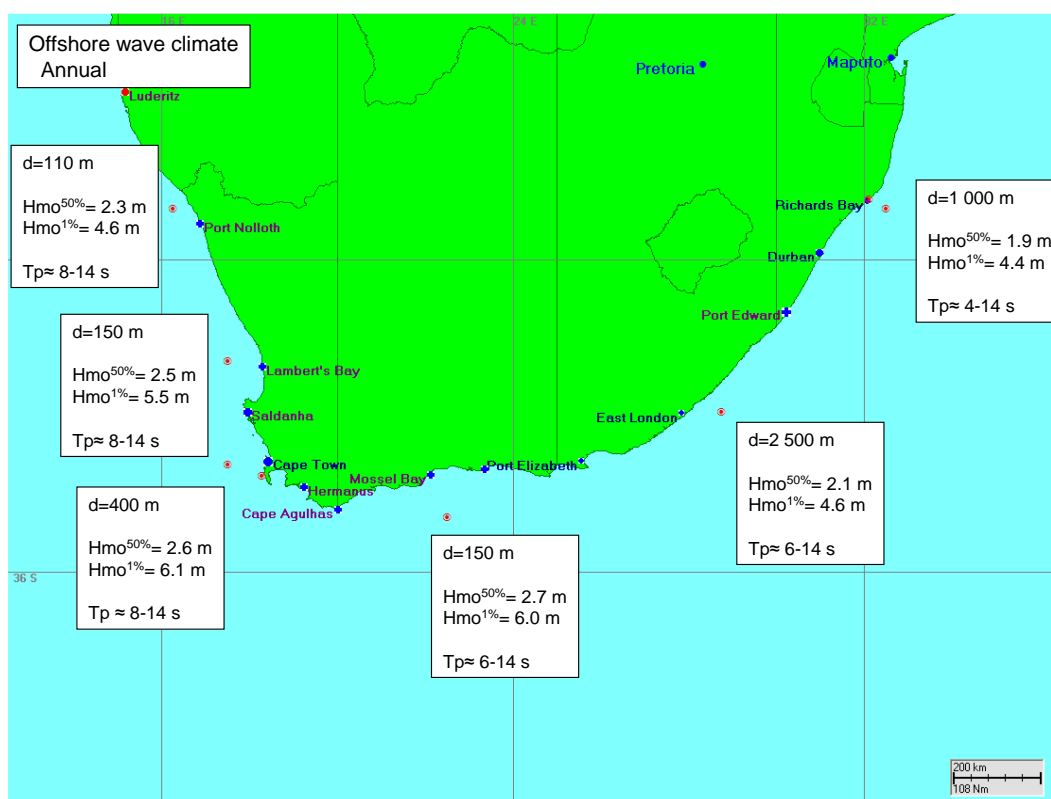 16 E
24 E
32 E
Offshore wave climate
Annual
Pretoria
Maputo
Luderitz
d=110 m
Hmo50%= 2.3 m
Hmo1%= 4.6 m
Tp≈ 8-14 s
Port Nolloth
Richards Bay
d=1 000 m
Hmo50%= 1.9 m
Hmo1%= 4.4 m
Tp≈ 4-14 s
Durban
Port Edward
d=150 m
Hmo50%= 2.5 m
Hmo1%= 5.5 m
Tp≈ 8-14 s
Lambert's Bay
Saldanha
East London
d=2 500 m
Hmo50%= 2.1 m
Hmo1%= 4.6 m
Tp≈ 6-14 s
Cape Town
Port Elizabeth
Mossel Bay
Hermanus
Cape Agulhas
d=400 m
Hmo50%= 2.6 m
Hmo1%= 6.1 m
Tp ≈ 8-14 s
d=150 m
Hmo50%= 2.7 m
Hmo1%= 6.0 m
Tp≈ 6-14 s
36 S
200 km
108 Nm